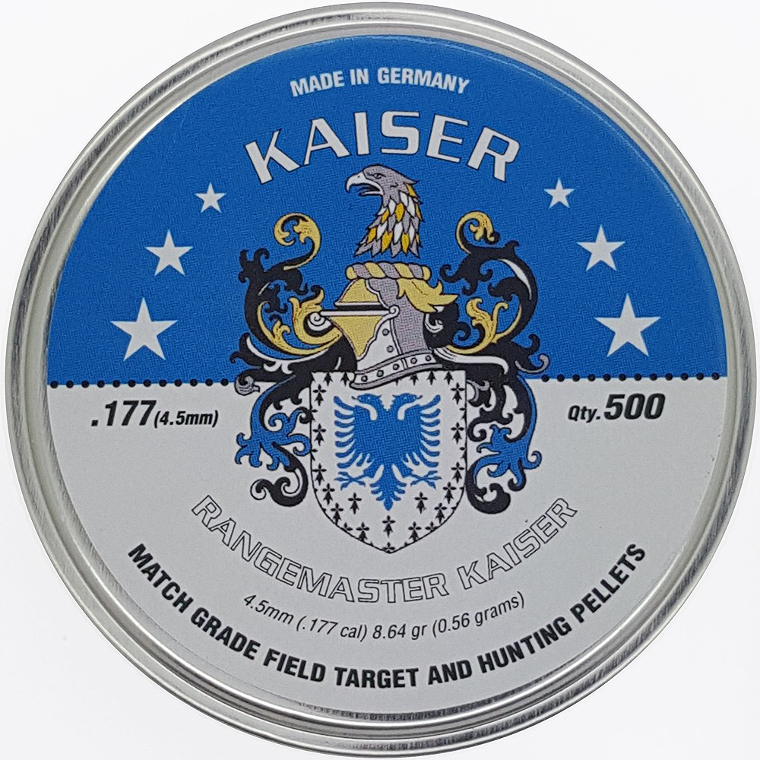 MADE IN GERMANY
KAISER
.177(4.5mm)
Qty.500
RANGEMASTER KAISER
4.5mm (.177 cal) 8.64 gr (0.56 grams)
MATCH GRADE FIELD TARGET AND HUNTING PELLETS